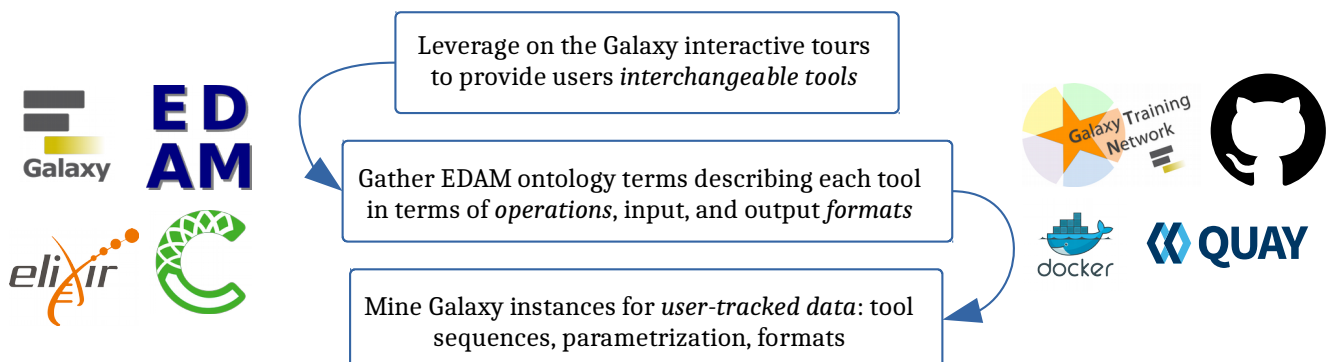 Leverage on the Galaxy interactive tours
to provide users interchangeable tools
Galaxy
ED
AM
elixir
Gather EDAM ontology terms describing each tool
in terms of operations, input, and output formats
Galaxy Training
Network
docker
QUAY
Mine Galaxy instances for user-tracked data: tool
sequences, parametrization, formats